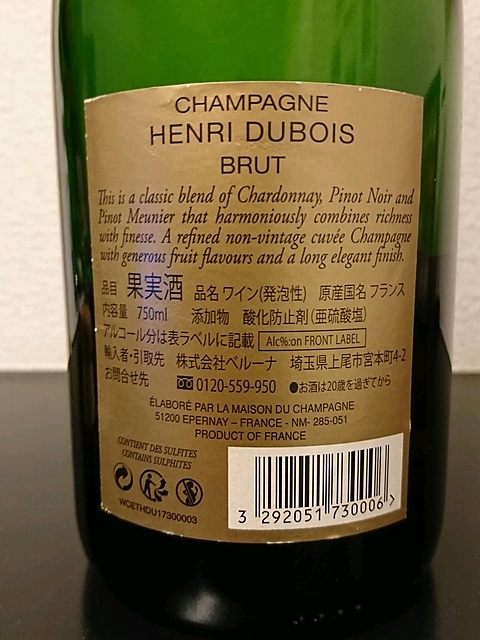 CHAMPAGNE
HENRI DUBOIS
BRUT
This is a classic blend of Chardonnay, Pinot Noir and
Pinot Meunier that harmoniously combines richness
with finesse. A refined non-vintage cuvée Champagne
with generous fruit flavours and a long elegant finish.
品目 果実酒 品名 ワイン(発泡性) 原産国名 フランス
内容量 750ml 添加物 酸化防止剤(亜硫酸塩)
アルコール分は表ラベルに記載 Alc%:on FRONT LABEL
輸入者・引取先 株式会社ベルーナ 埼玉県上尾市宮本町4-2
お問合せ先 0120-559-950 ●お酒は20歳を過ぎてから
ÉLABORÉ PAR LA MAISON DU CHAMPAGNE
51200 EPERNAY – FRANCE - NM- 285-051
PRODUCT OF FRANCE
CONTIENT DES SULFITES
CONTAINS SULPHITES
WCETHDU17300003
3 292051 730006 >